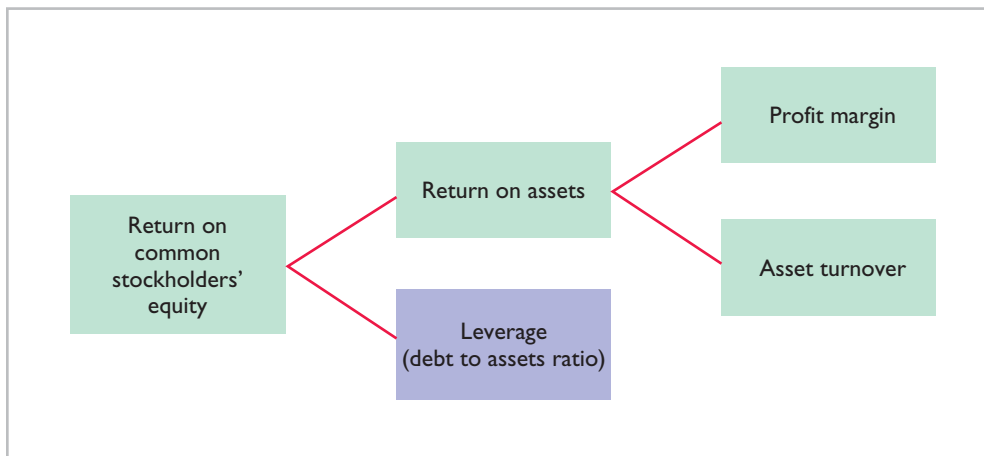 Return on
common
stockholders’
equity
Return on assets
Leverage
(debt to assets ratio)
Profit margin
Asset turnover